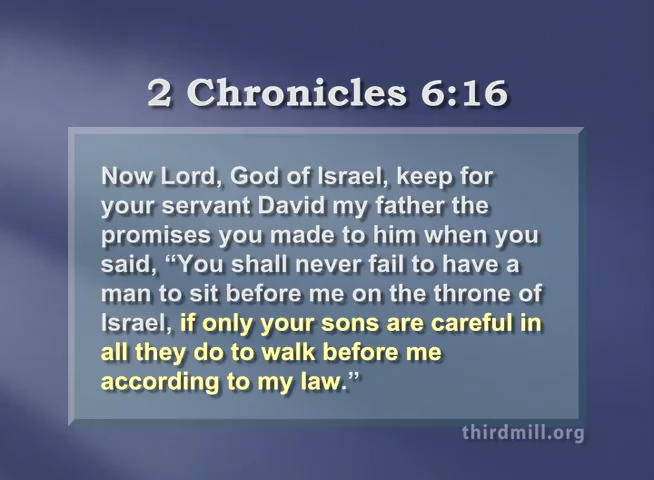 2 Chronicles 6:16
Now Lord, God of Israel, keep for
your servant David my father the
promises you made to him when you
said, “You shall never fail to have a
man to sit before me on the throne of
Israel, if only your sons are careful in
all they do to walk before me
according to my law.”
thirdmill.org